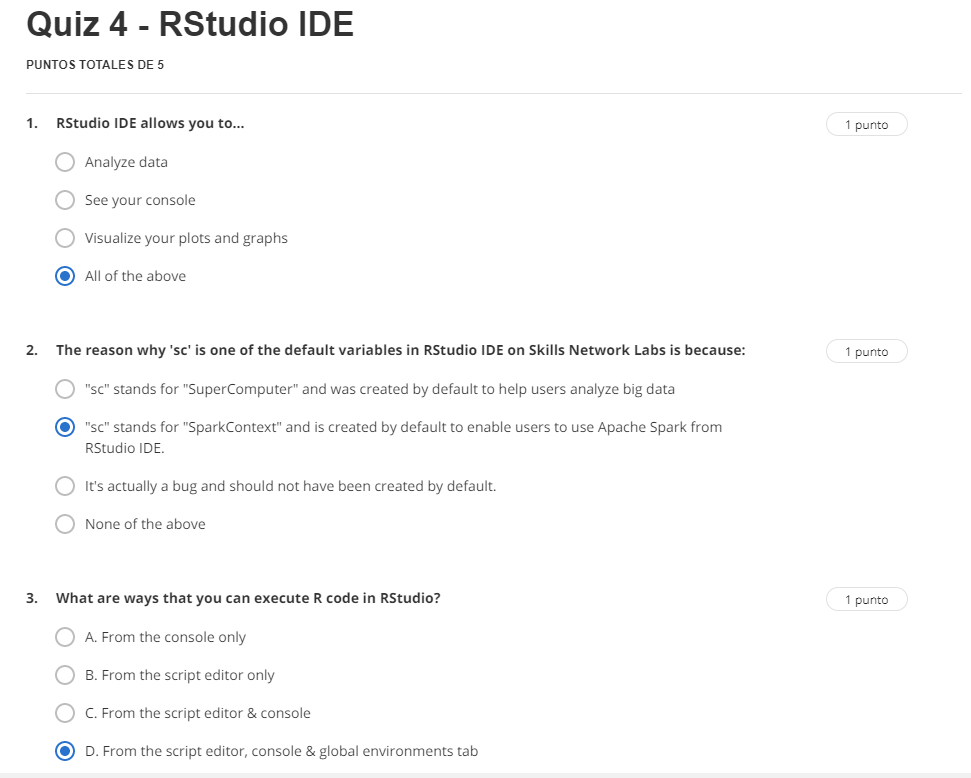 Quiz 4 - RStudio IDE
PUNTOS TOTALES DE 5
1. RStudio IDE allows you to...
1 punto
Analyze data
See your console
Visualize your plots and graphs
All of the above
2. The reason why 'sc' is one of the default variables in RStudio IDE on Skills Network Labs is because:
1 punto
"sc" stands for "SuperComputer" and was created by default to help users analyze big data
"sc" stands for "SparkContext" and is created by default to enable users to use Apache Spark from
RStudio IDE.
It's actually a bug and should not have been created by default.
None of the above
3. What are ways that you can execute R code in RStudio?
1 punto
A. From the console only
B. From the script editor only
C. From the script editor & console
D. From the script editor, console & global environments tab